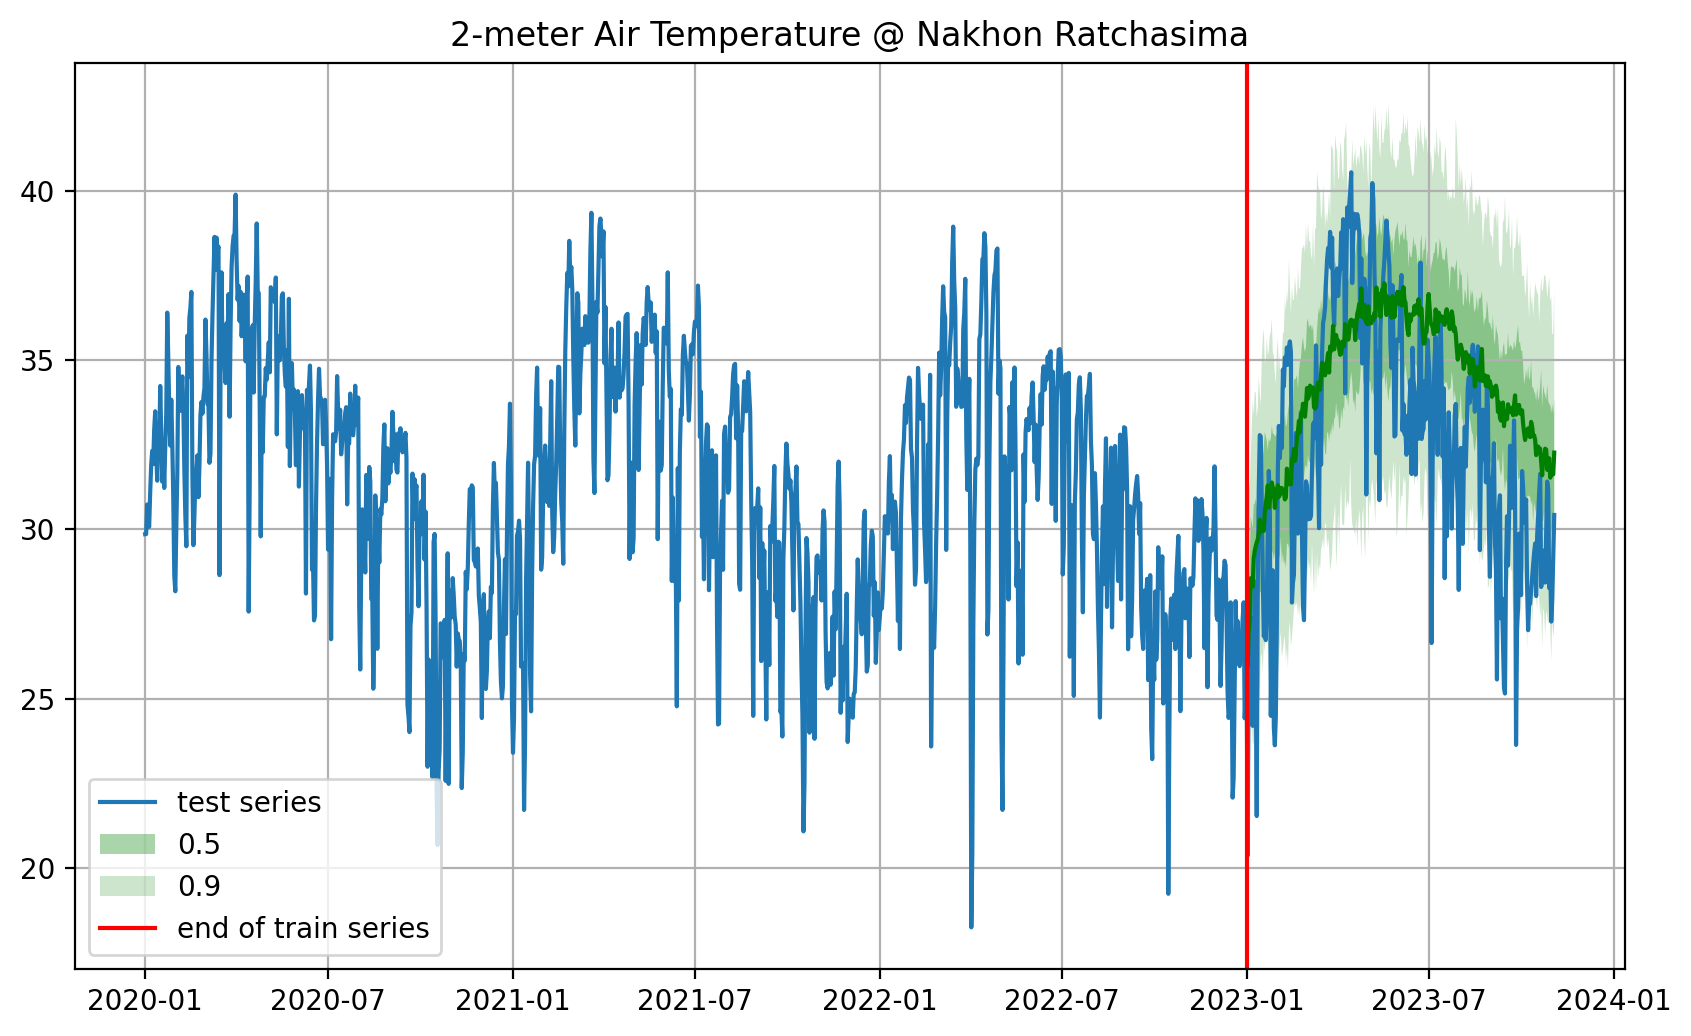 2-meter Air Temperature @ Nakhon Ratchasima
40
35
30
25
20
test series
0.5
0.9
end of train series
2020-01 2020-07 2021-01 2021-07 2022-01 2022-07 2023-01 2023-07 2024-01